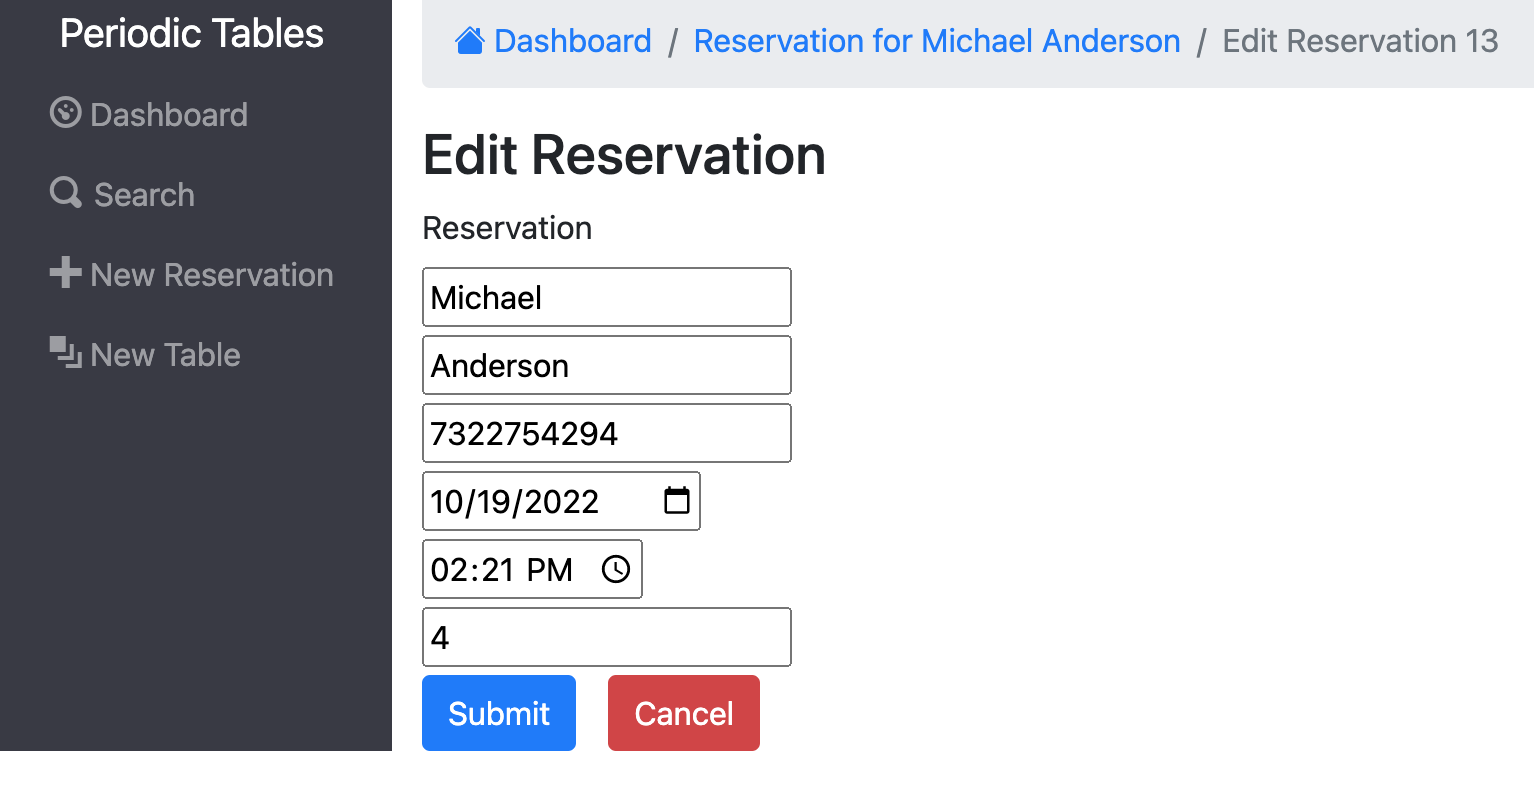 Periodic Tables
Dashboard
Search
New Reservation
New Table
Dashboard / Reservation for Michael Anderson / Edit Reservation 13
Edit Reservation
Reservation
Michael
Anderson
7322754294
10/19/2022
02:21 PM
4
Submit Cancel